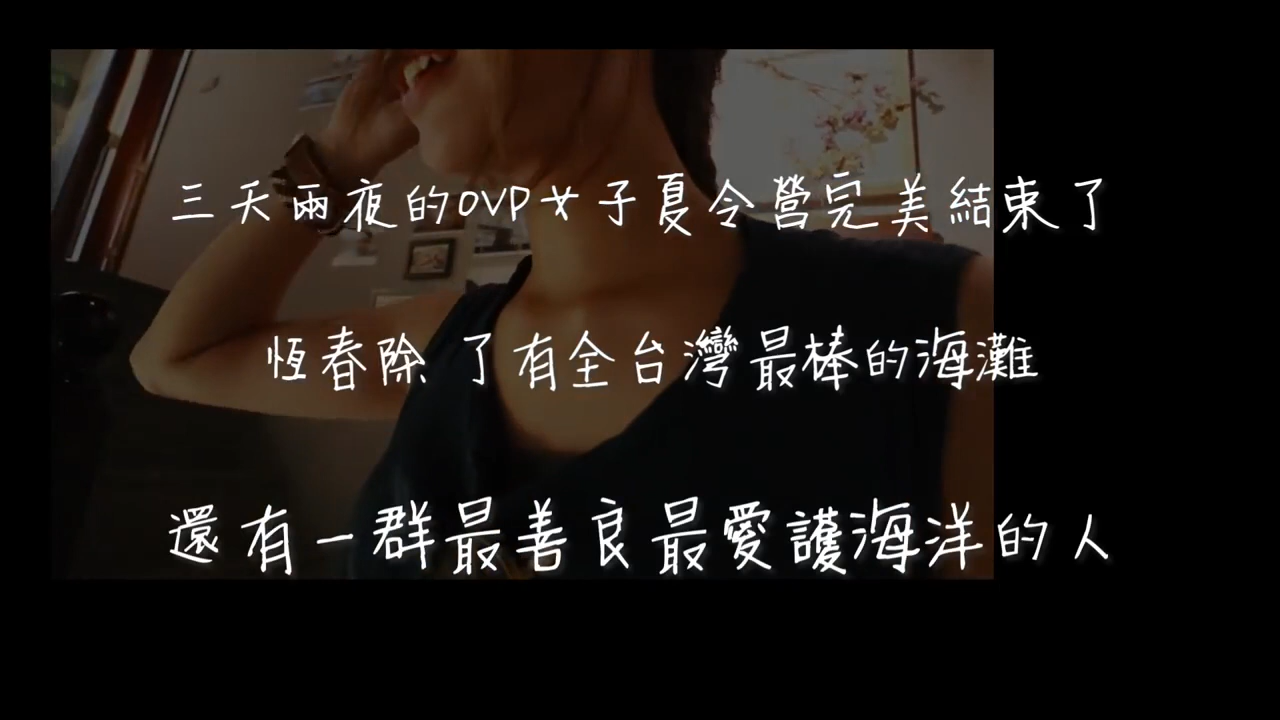 三天兩夜的OVP女子夏令營完美結束了
恆春除了有全台灣最棒的海灘
還有一群最善良最愛護海洋的人